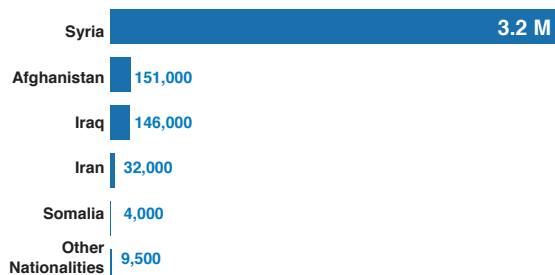 Syria 3.2 M
Afghanistan 151,000
Iraq 146,000
Iran 32,000
Somalia 4,000
Other
Nationalities 9,500